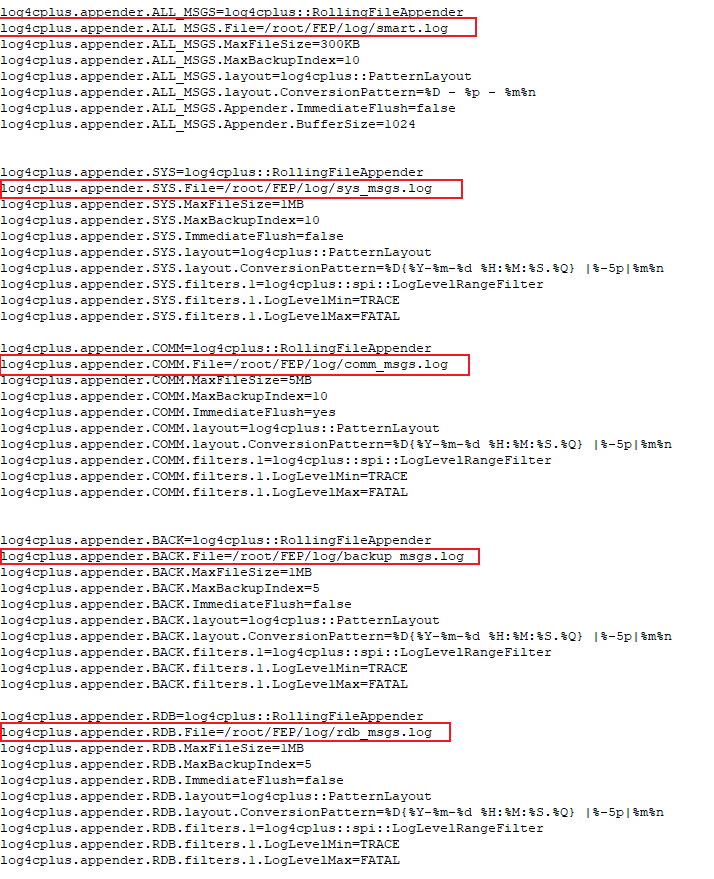 log4cplus.appender.ALL_MSGS=log4cplus::RollingFileAppender
log4cplus.appender.ALL_MSGS.File=/root/FEP/log/smart.log
log4cplus.appender.ALL_MSGS.MaxFileSize=300KB
log4cplus.appender.ALL_MSGS.MaxBackupIndex=10
log4cplus.appender.ALL_MSGS.layout=log4cplus::PatternLayout
log4cplus.appender.ALL_MSGS.layout.ConversionPattern=%D - %p - %m%n
log4cplus.appender.ALL_MSGS.Appender.ImmediateFlush=false
log4cplus.appender.ALL_MSGS.Appender.BufferSize=1024
log4cplus.appender.SYS=log4cplus::RollingFileAppender
log4cplus.appender.SYS.File=/root/FEP/log/sys_msgs.log
log4cplus.appender.SYS.MaxFileSize=1MB
log4cplus.appender.SYS.MaxBackupIndex=10
log4cplus.appender.SYS.ImmediateFlush=false
log4cplus.appender.SYS.layout=log4cplus::PatternLayout
log4cplus.appender.SYS.layout.ConversionPattern=%D{%Y-%m-%d %H:%M:%S.%Q} |%-5p|%m%n
log4cplus.appender.SYS.filters.1=log4cplus::spi::LogLevelRangeFilter
log4cplus.appender.SYS.filters.1.LogLevelMin=TRACE
log4cplus.appender.SYS.filters.1.LogLevelMax=FATAL
log4cplus.appender.COMM=log4cplus::RollingFileAppender
log4cplus.appender.COMM.File=/root/FEP/log/comm_msgs.log
log4cplus.appender.COMM.MaxFileSize=5MB
log4cplus.appender.COMM.MaxBackupIndex=10
log4cplus.appender.COMM.ImmediateFlush=yes
log4cplus.appender.COMM.layout=log4cplus::PatternLayout
log4cplus.appender.COMM.layout.ConversionPattern=%D{%Y-%m-%d %H:%M:%S.%Q} |%-5p|%m%n
log4cplus.appender.COMM.filters.1=log4cplus::spi::LogLevelRangeFilter
log4cplus.appender.COMM.filters.1.LogLevelMin=TRACE
log4cplus.appender.COMM.filters.1.LogLevelMax=FATAL
log4cplus.appender.BACK=log4cplus::RollingFileAppender
log4cplus.appender.BACK.File=/root/FEP/log/backup_msgs.log
log4cplus.appender.BACK.MaxFileSize=1MB
log4cplus.appender.BACK.MaxBackupIndex=5
log4cplus.appender.BACK.ImmediateFlush=false
log4cplus.appender.BACK.layout=log4cplus::PatternLayout
log4cplus.appender.BACK.layout.ConversionPattern=%D{%Y-%m-%d %H:%M:%S.%Q} |%-5p|%m%n
log4cplus.appender.BACK.filters.1=log4cplus::spi::LogLevelRangeFilter
log4cplus.appender.BACK.filters.1.LogLevelMin=TRACE
log4cplus.appender.BACK.filters.1.LogLevelMax=FATAL
log4cplus.appender.RDB=log4cplus::RollingFileAppender
log4cplus.appender.RDB.File=/root/FEP/log/rdb_msgs.log
log4cplus.appender.RDB.MaxFileSize=1MB
log4cplus.appender.RDB.MaxBackupIndex=5
log4cplus.appender.RDB.ImmediateFlush=false
log4cplus.appender.RDB.layout=log4cplus::PatternLayout
log4cplus.appender.RDB.layout.ConversionPattern=%D{%Y-%m-%d %H:%M:%S.%Q} |%-5p|%m%n
log4cplus.appender.RDB.filters.1=log4cplus::spi::LogLevelRangeFilter
log4cplus.appender.RDB.filters.1.LogLevelMin=TRACE
log4cplus.appender.RDB.filters.1.LogLevelMax=FATAL